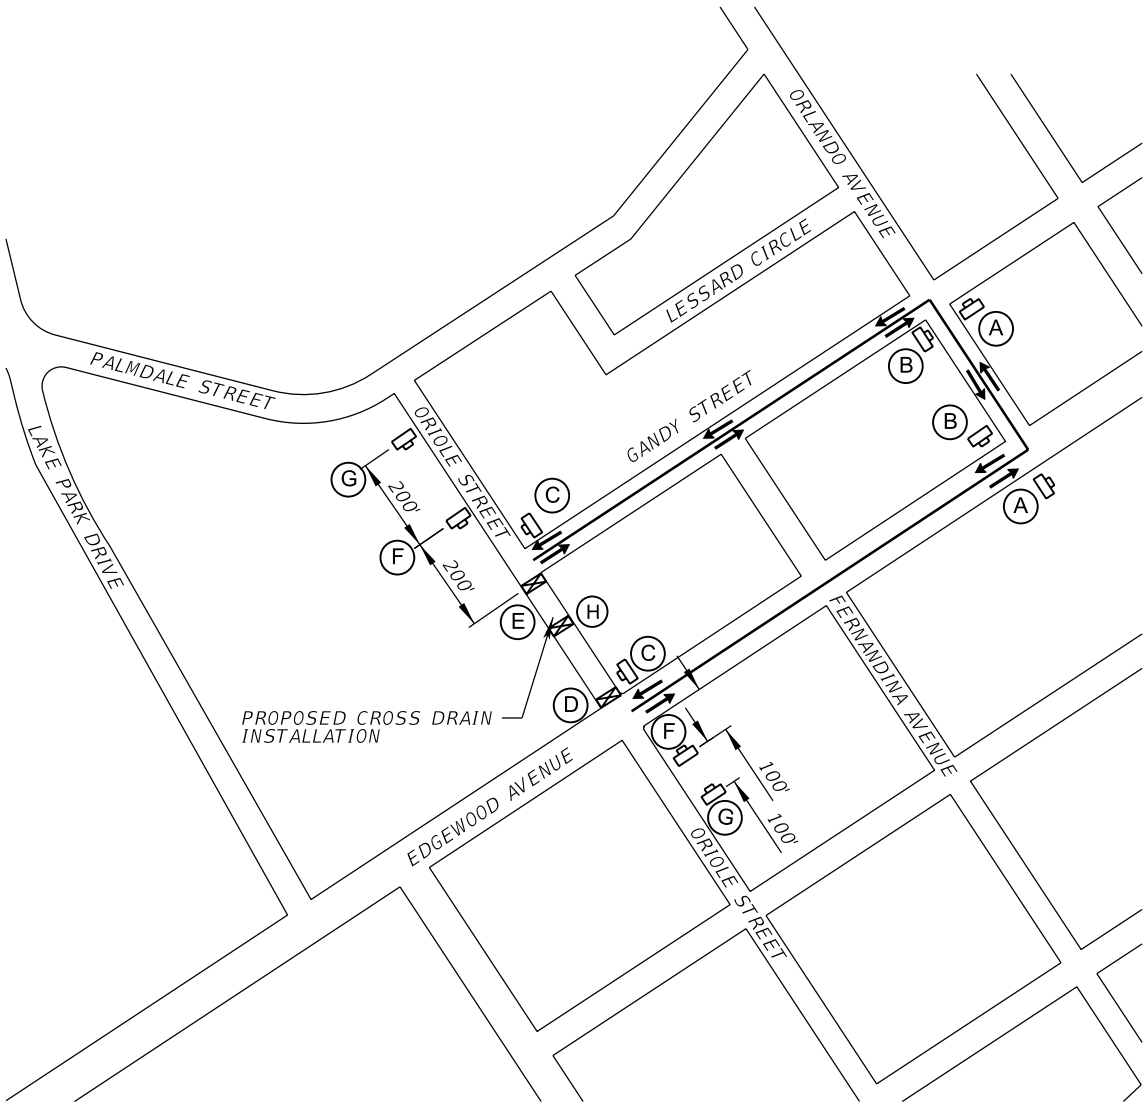 ORLANDO AVENUE
LESSARD CIRCLE
A
B
PALMDALE STREET
GANDY STREET
ORIOLE STREET
B
LAKE PARK DRIVE
G
200'
C
A
F
200'
E
H
FERNANDINA AVENUE
C
D
PROPOSED CROSS DRAIN
INSTALLATION
F
EDGEWOOD AVENUE
100'
G
100'
ORIOLE STREET